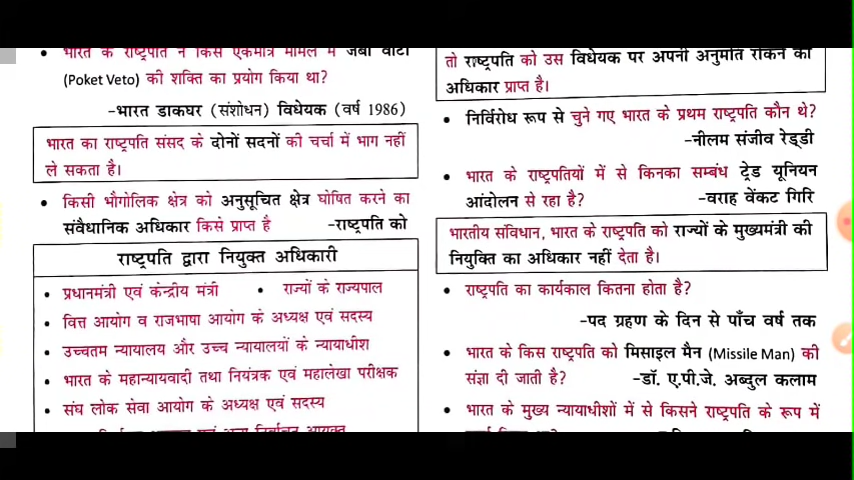 भारत के राष्ट्रपति ने किस एकमात्र मामले में जेबी वीटो
(Poket Veto) की शक्ति का प्रयोग किया था?
-भारत डाकघर (संशोधन) विधेयक (वर्ष 1986)
भारत का राष्ट्रपति संसद के दोनों सदनों की चर्चा में भाग नहीं
ले सकता है।
• किसी भौगोलिक क्षेत्र को अनुसूचित क्षेत्र घोषित करने का
संवैधानिक अधिकार किसे प्राप्त है -राष्ट्रपति को
राष्ट्रपति द्वारा नियुक्त अधिकारी
• प्रधानमंत्री एवं केन्द्रीय मंत्री • राज्यों के राज्यपाल
• वित्त आयोग व राजभाषा आयोग के अध्यक्ष एवं सदस्य
• उच्चतम न्यायालय और उच्च न्यायालयों के न्यायाधीश
• भारत के महान्यायवादी तथा नियंत्रक एवं महालेखा परीक्षक
• संघ लोक सेवा आयोग के अध्यक्ष एवं सदस्य
तो राष्ट्रपति को उस विधेयक पर अपनी अनुमति रोकने का
अधिकार प्राप्त है।
• निर्विरोध रूप से चुने गए भारत के प्रथम राष्ट्रपति कौन थे?
-नीलम संजीव रेड्डी
• भारत के राष्ट्रपतियों में से किनका सम्बंध ट्रेड यूनियन
आंदोलन से रहा है? -वराह वेंकट गिरि
भारतीय संविधान, भारत के राष्ट्रपति को राज्यों के मुख्यमंत्री की
नियुक्ति का अधिकार नहीं देता है।
• राष्ट्रपति का कार्यकाल कितना होता है?
-पद ग्रहण के दिन से पाँच वर्ष तक
• भारत के किस राष्ट्रपति को मिसाइल मैन (Missile Man) की
संज्ञा दी जाती है? -डॉ. ए.पी.जे. अब्दुल कलाम
• भारत के मुख्य न्यायाधीशों में से किसने राष्ट्रपति के रूप में